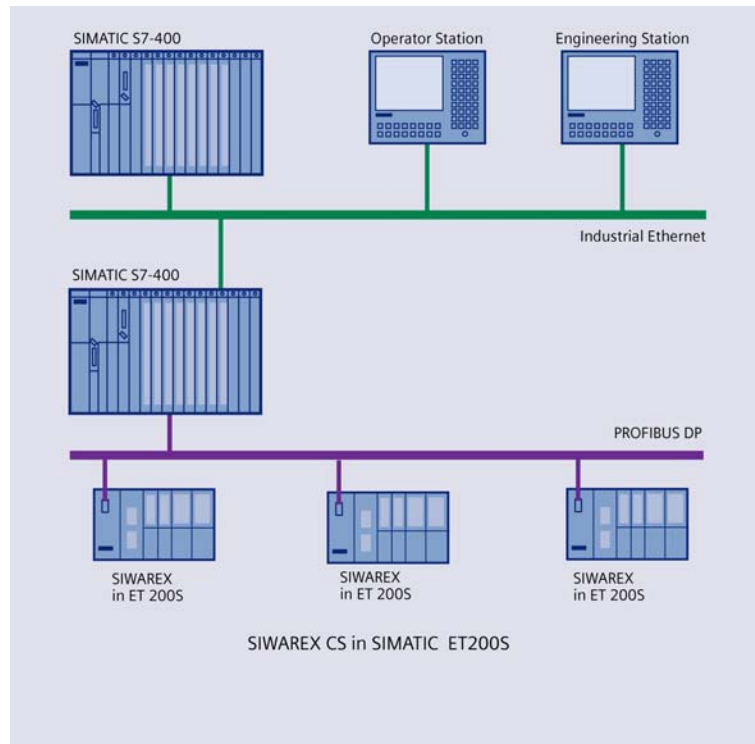 SIMATIC S7-400
Operator Station
Engineering Station
Industrial Ethernet
SIMATIC S7-400
PROFIBUS DP
SIWAREX
in ET 200S
SIWAREX
in ET 200S
SIWAREX
in ET 200S
SIWAREX CS in SIMATIC ET200S